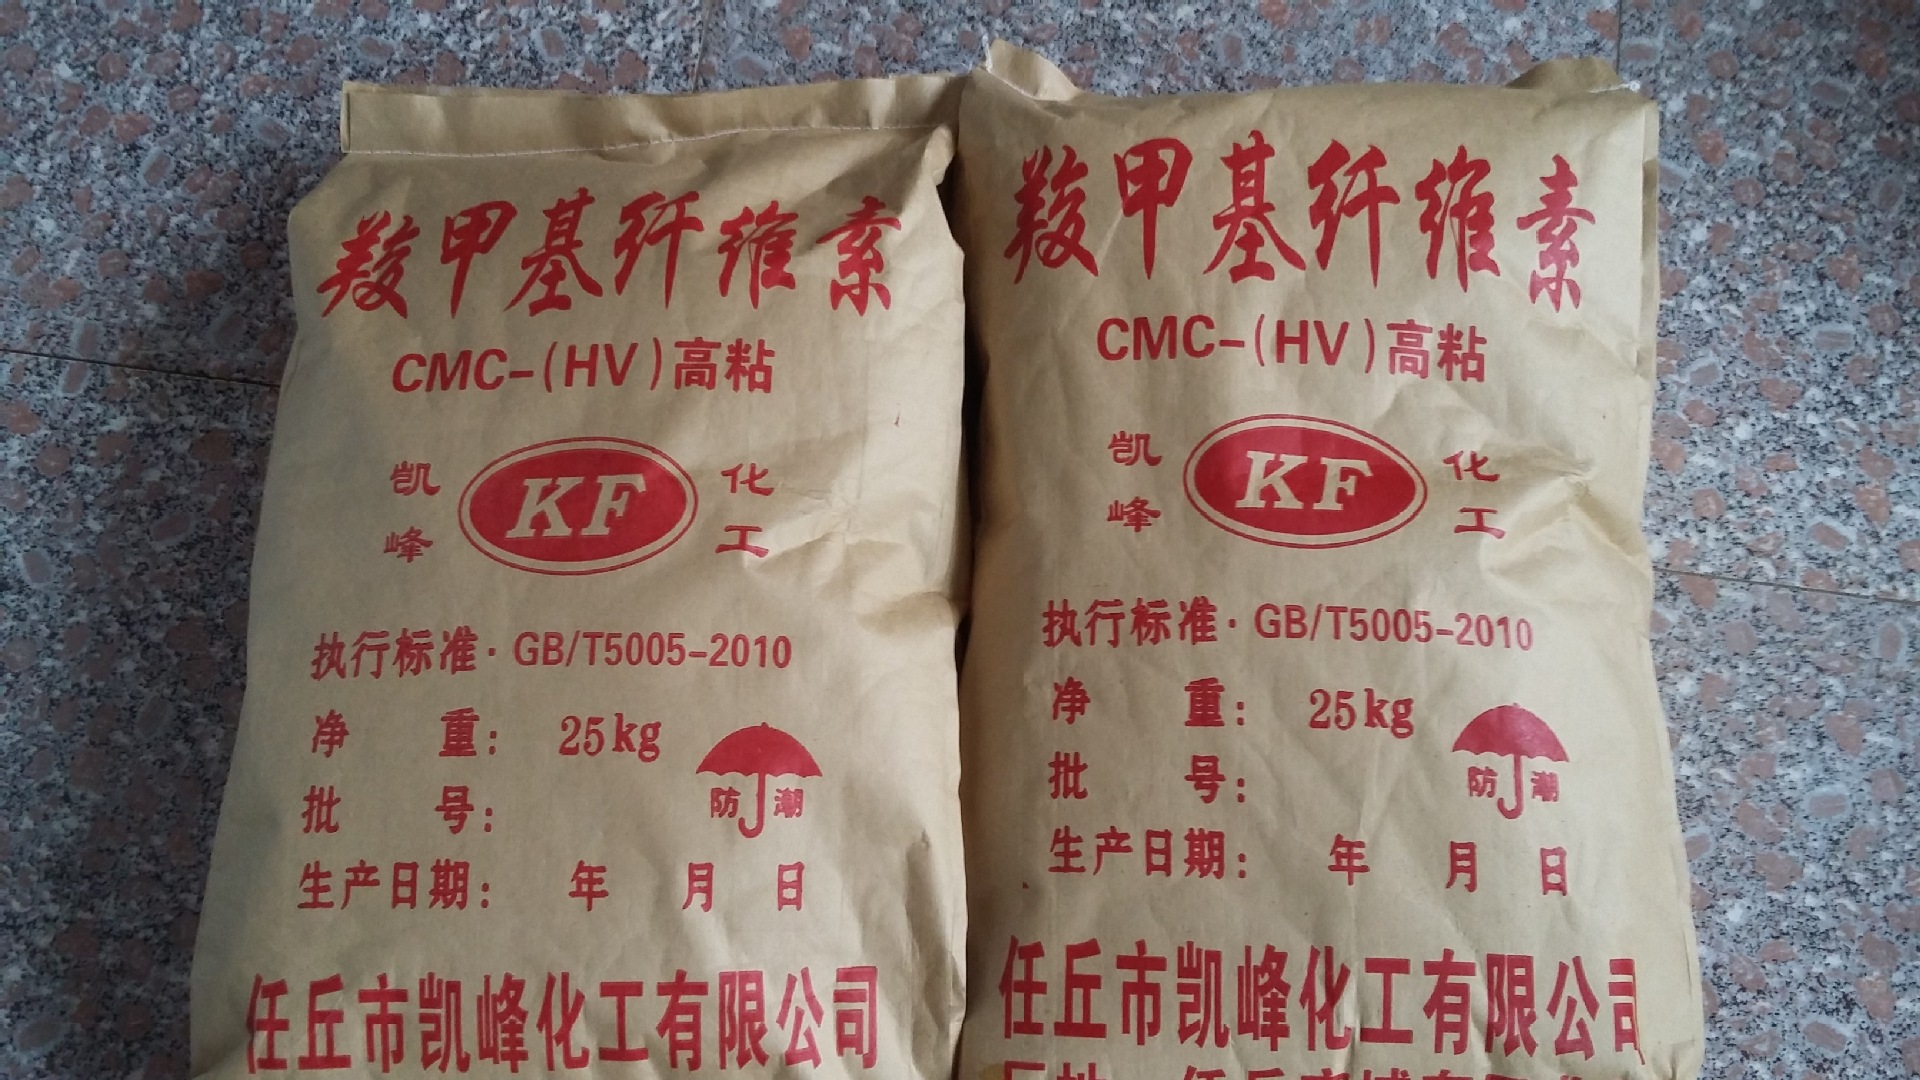 羧甲基纤维素
CMC-(HV)高粘
凯峰 KF 化工
执行标准·GB/T5005-2010
净 重: 25kg
批 号:
防潮
生产日期: 年 月 日
任丘市凯峰化工有限公司
羧甲基纤维素
CMC-(HV)高粘
凯峰 KF 化工
执行标准·GB/T5005-2010
净 重: 25kg
批 号:
防潮
生产日期: 年 月 日
任丘市凯峰化工有限公司